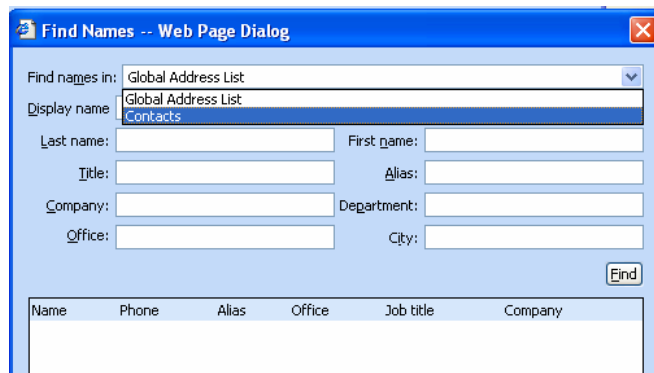 Find Names -- Web Page Dialog
Find names in: Global Address List
Global Address List
Display name
Contacts
Last name: First name:
Title: Alias:
Company: Department:
Office: City:
Find
Name Phone Alias Office Job title Company